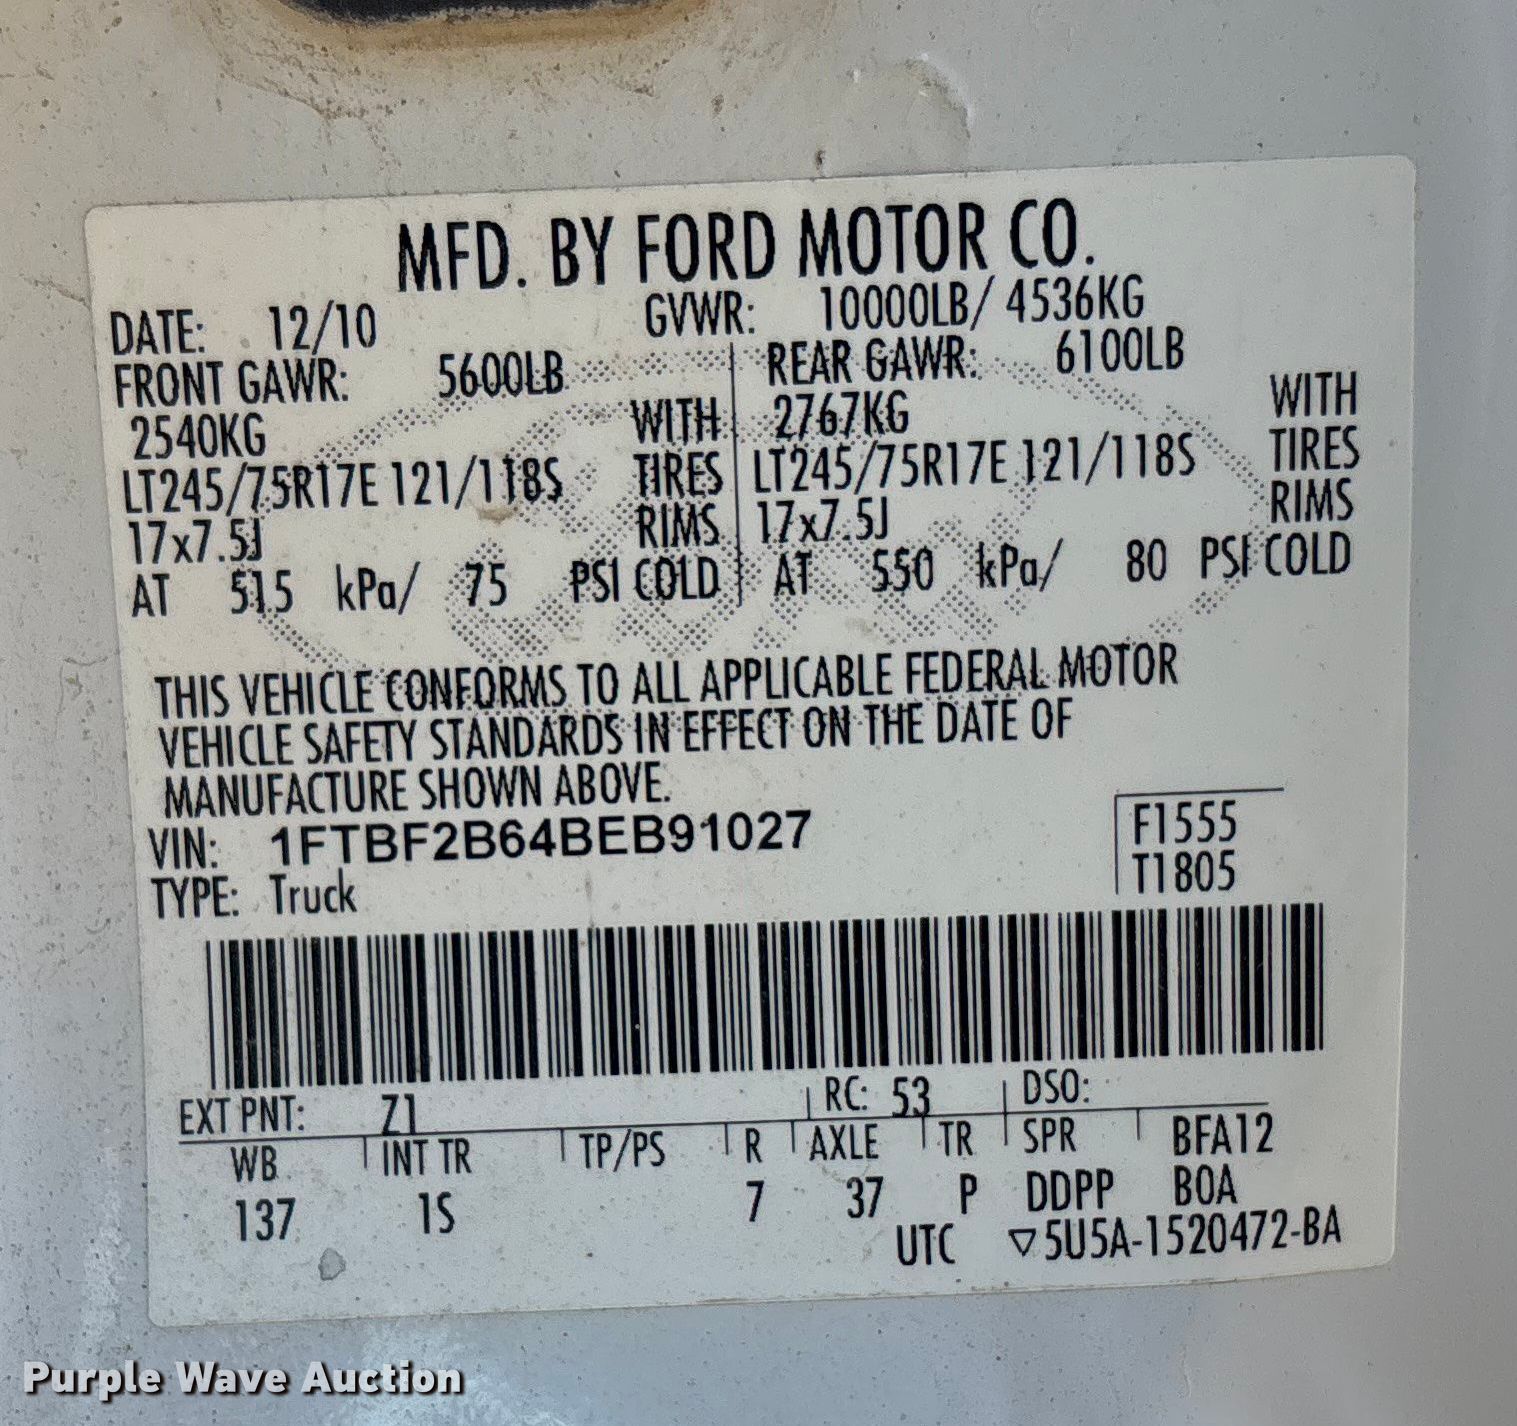 MFD. BY FORD MOTOR CO.
DATE: 12/10 GVWR: 10000LB/ 4536KG
FRONT GAWR: 5600LB REAR GAWR: 6100LB
2540KG WITH 2767KG WITH
LT245/75R17E 121/118S TIRES LT245/75R17E 121/118S TIRES
17x7.5J RIMS 17x7.5J RIMS
AT 515 kPa/ 75 PSI COLD AT 550 kPa/ 80 PSI COLD
THIS VEHICLE CONFORMS TO ALL APPLICABLE FEDERAL MOTOR
VEHICLE SAFETY STANDARDS IN EFFECT ON THE DATE OF
MANUFACTURE SHOWN ABOVE.
VIN: 1FTBF2B64BEB91027 F1555
TYPE: Truck T1805
EXT PNT: Z1 RC: 53 DSO:
WB INT TR TP/PS R AXLE TR SPR BFA12
137 1S 7 37 P DDPP BOA
UTC ▽5U5A-1520472-BA
Purple Wave Auction